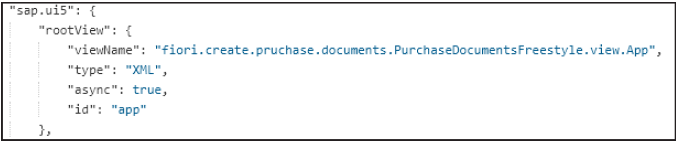 "sap.ui5": {
"rootView": {
"viewName": "fiori.create.pruchase.documents.PurchaseDocumentsFreestyle.view.App",
"type": "XML",
"async": true,
"id": "app"
},